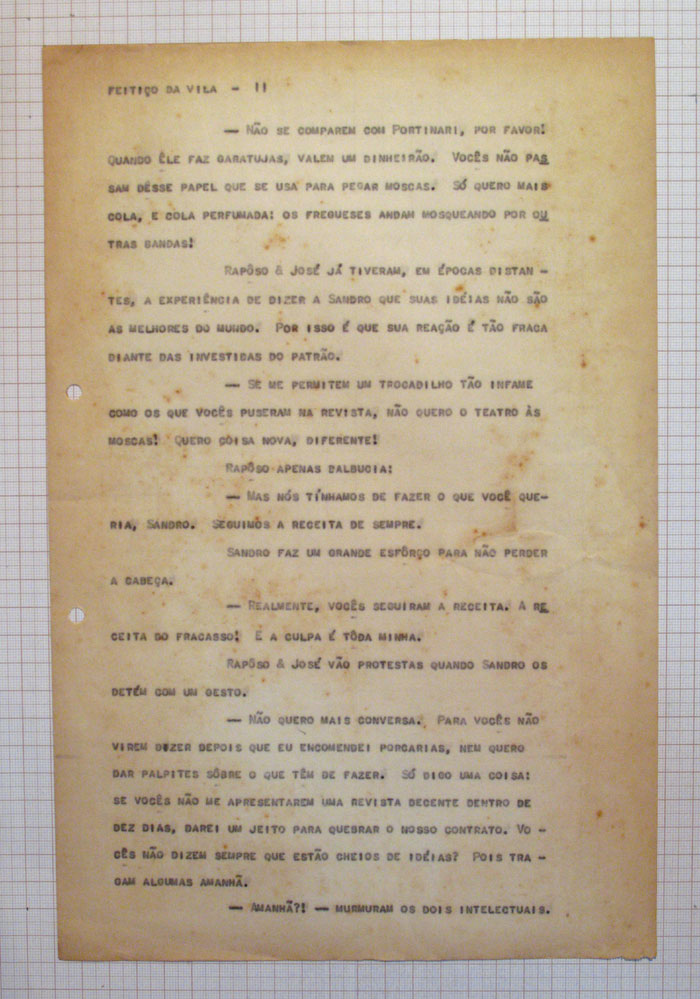 FEITIÇO DA VILA - 11
— NÃO SE COMPAREM COM PORTINARI, POR FAVOR!
QUANDO ÊLE FAZ GARATUJAS, VALEM UM DINHEIRÃO. VOCÊS NÃO PAS
SAM DÊSSE PAPEL QUE SE USA PARA PEGAR MOSCAS. SÓ QUERO MAIS
COLA, E COLA PERFUMADA: OS FREGUESES ANDAM MOSQUEANDO POR OU
TRAS BANDAS!
RAPÔSO & JOSÉ JÁ TIVERAM, EM ÉPOCAS DISTAN -
TES, A EXPERIÊNCIA DE DIZER A SANDRO QUE SUAS IDÉIAS NÃO SÃO
AS MELHORES DO MUNDO. POR ISSO É QUE SUA REAÇÃO É TÃO FRACA
DIANTE DAS INVESTIDAS DO PATRÃO.
— SE ME PERMITEM UM TROCADILHO TÃO INFAME
COMO OS QUE VOCÊS PUSERAM NA REVISTA, NÃO QUERO O TEATRO ÀS
MOSCAS! QUERO COISA NOVA, DIFERENTE!
RAPÔSO APENAS BALBUCIA:
— MAS NÓS TÍNHAMOS DE FAZER O QUE VOCÊ QUE-
RIA, SANDRO. SEGUIMOS A RECEITA DE SEMPRE.
SANDRO FAZ UM GRANDE ESFÔRÇO PARA NÃO PERDER
A CABEÇA.
— REALMENTE, VOCÊS SEGUIRAM A RECEITA. A RE
CEITA DO FRACASSO! E A CULPA É TÔDA MINHA.
RAPÔSO & JOSÉ VÃO PROTESTAS QUANDO SANDRO OS
DETÉM COM UM GESTO.
— NÃO QUERO MAIS CONVERSA. PARA VOCÊS NÃO
VIREM DIZER DEPOIS QUE EU ENCOMENDEI PORCARIAS, NEM QUERO
DAR PALPITES SÔBRE O QUE TÊM DE FAZER. SÓ DIGO UMA COISA:
SE VOCÊS NÃO ME APRESENTAREM UMA REVISTA DECENTE DENTRO DE
DEZ DIAS, DAREI UM JEITO PARA QUEBRAR O NOSSO CONTRATO. VO -
CÊS NÃO DIZEM SEMPRE QUE ESTÃO CHEIOS DE IDÉIAS? POIS TRA -
GAM ALGUMAS AMANHÃ.
— AMANHÃ?! — MURMURAM OS DOIS INTELECTUAIS.